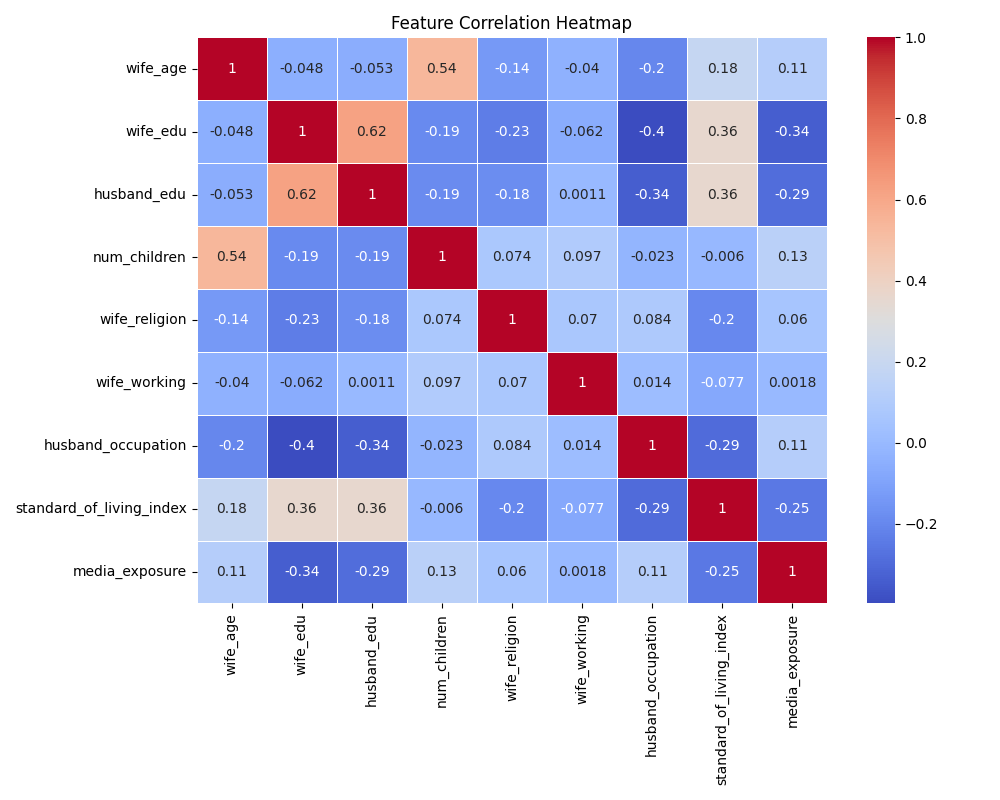 Feature Correlation Heatmap
wife_age 1 -0.048 -0.053 0.54 -0.14 -0.04 -0.2 0.18 0.11
wife_edu -0.048 1 0.62 -0.19 -0.23 -0.062 -0.4 0.36 -0.34
husband_edu -0.053 0.62 1 -0.19 -0.18 0.0011 -0.34 0.36 -0.29
num_children 0.54 -0.19 -0.19 1 0.074 0.097 -0.023 -0.006 0.13
wife_religion -0.14 -0.23 -0.18 0.074 1 0.07 0.084 -0.2 0.06
wife_working -0.04 -0.062 0.0011 0.097 0.07 1 0.014 -0.077 0.0018
husband_occupation -0.2 -0.4 -0.34 -0.023 0.084 0.014 1 -0.29 0.11
standard_of_living_index 0.18 0.36 0.36 -0.006 -0.2 -0.077 -0.29 1 -0.25
media_exposure 0.11 -0.34 -0.29 0.13 0.06 0.0018 0.11 -0.25 1
wife_age
wife_edu
husband_edu
num_children
wife_religion
wife_working
husband_occupation
standard_of_living_index
media_exposure
1.0
0.8
0.6
0.4
0.2
0.0
−0.2